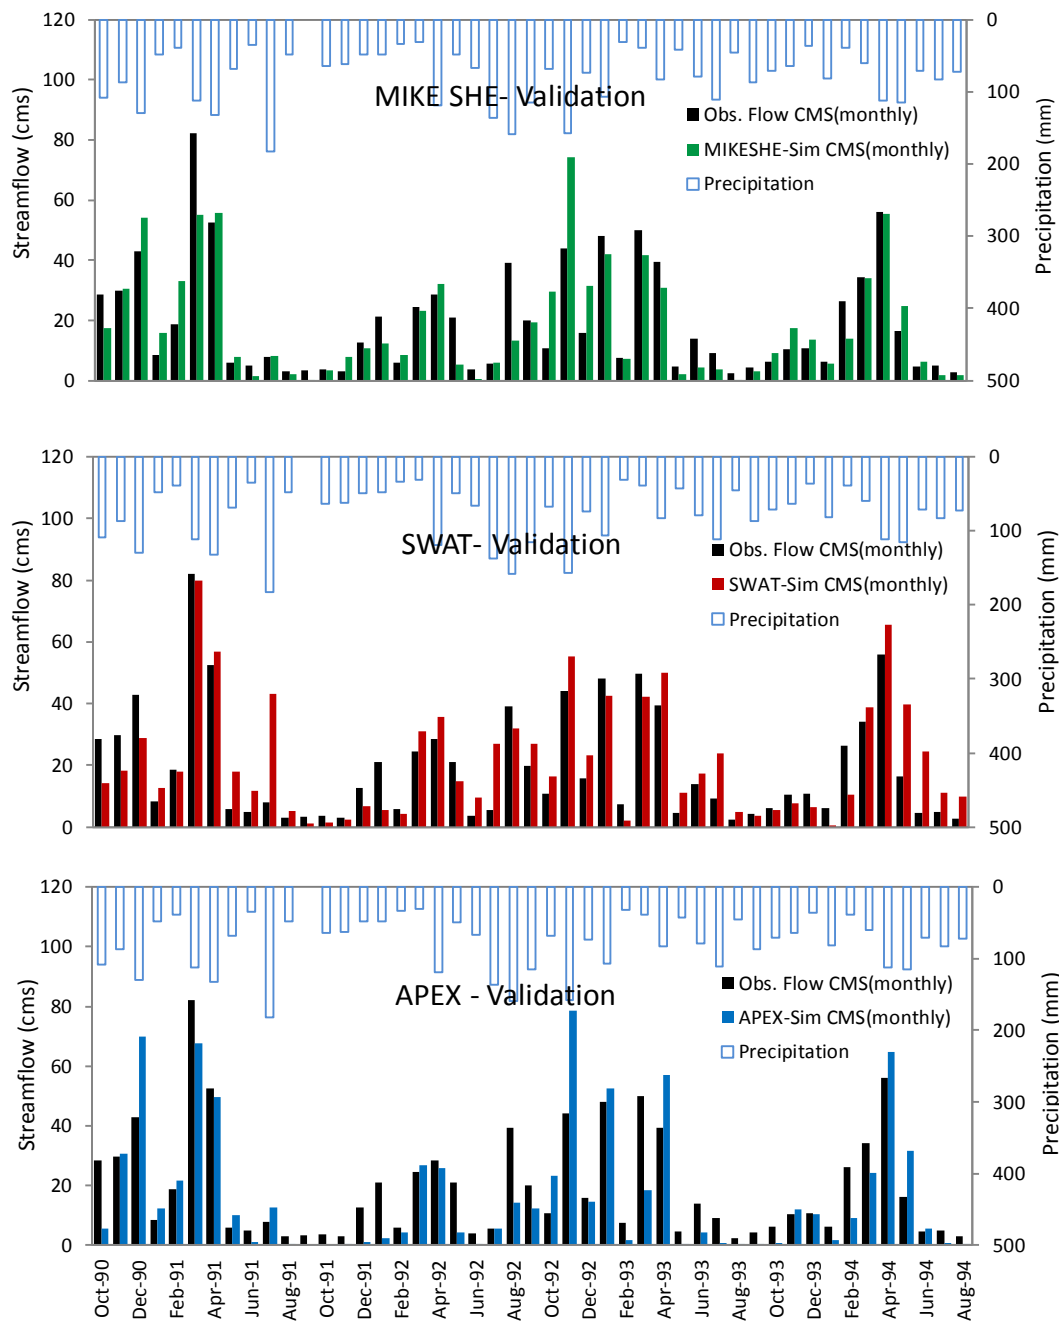 120
100
80
60
40
20
0
Streamflow (cms)
MIKE SHE- Validation
Obs. Flow CMS(monthly)
MIKESHE-Sim CMS(monthly)
Precipitation
0
100
200
300
400
500
Precipitation (mm)
120
100
80
60
40
20
0
Streamflow (cms)
SWAT- Validation
Obs. Flow CMS(monthly)
SWAT-Sim CMS(monthly)
Precipitation
0
100
200
300
400
500
Precipitation (mm)
120
100
80
60
40
20
0
Streamflow (cms)
APEX - Validation
Obs. Flow CMS(monthly)
APEX-Sim CMS(monthly)
Precipitation
0
100
200
300
400
500
Precipitation (mm)
Oct-90
Dec-90
Feb-91
Apr-91
Jun-91
Aug-91
Oct-91
Dec-91
Feb-92
Apr-92
Jun-92
Aug-92
Oct-92
Dec-92
Feb-93
Apr-93
Jun-93
Aug-93
Oct-93
Dec-93
Feb-94
Apr-94
Jun-94
Aug-94